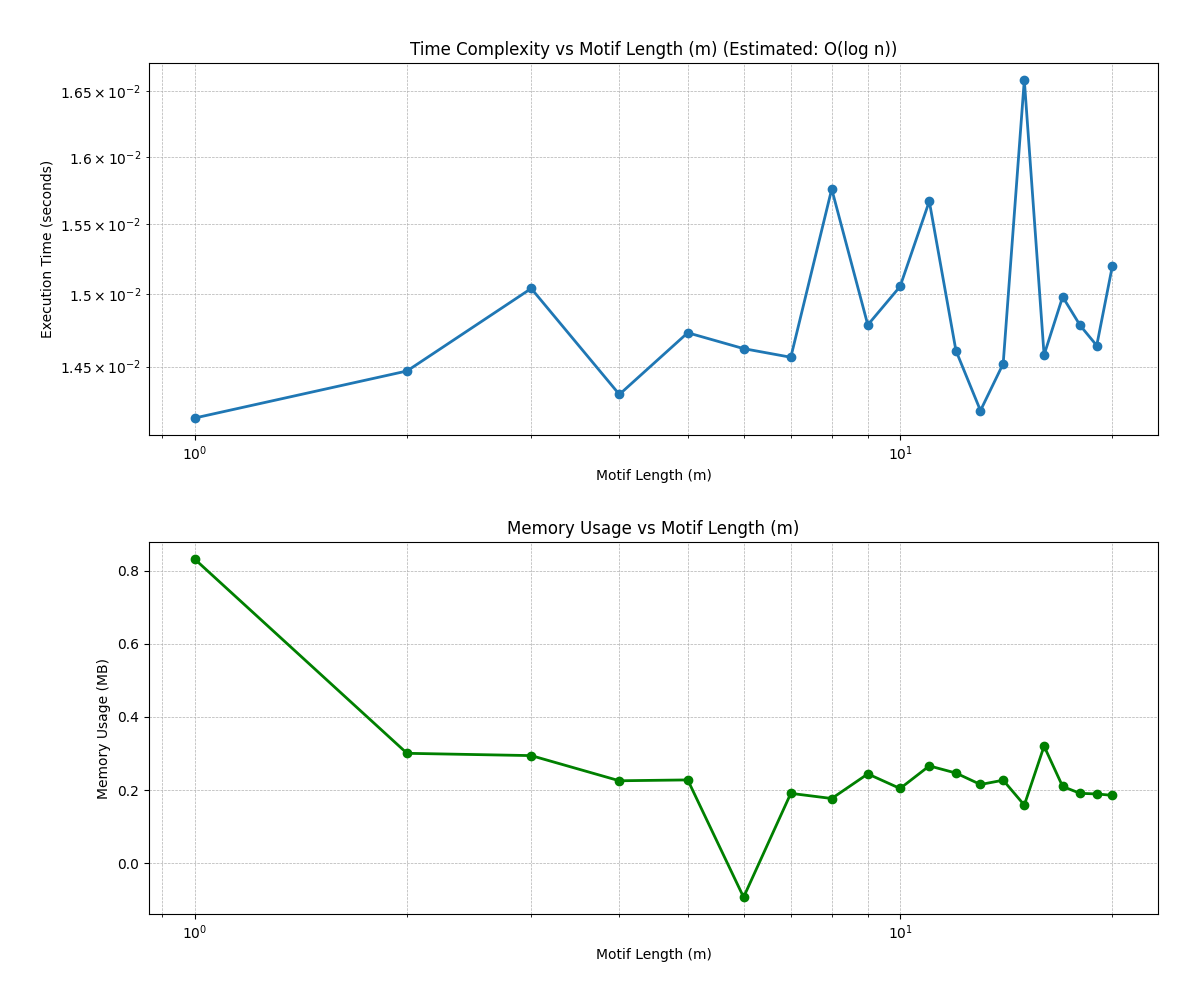 Time Complexity vs Motif Length (m) (Estimated: O(log n))
1.65 × 10⁻²
1.6 × 10⁻²
1.55 × 10⁻²
1.5 × 10⁻²
1.45 × 10⁻²
Execution Time (seconds)
10⁰ 10¹
Motif Length (m)
Memory Usage vs Motif Length (m)
0.8
0.6
0.4
0.2
0.0
Memory Usage (MB)
10⁰ 10¹
Motif Length (m)